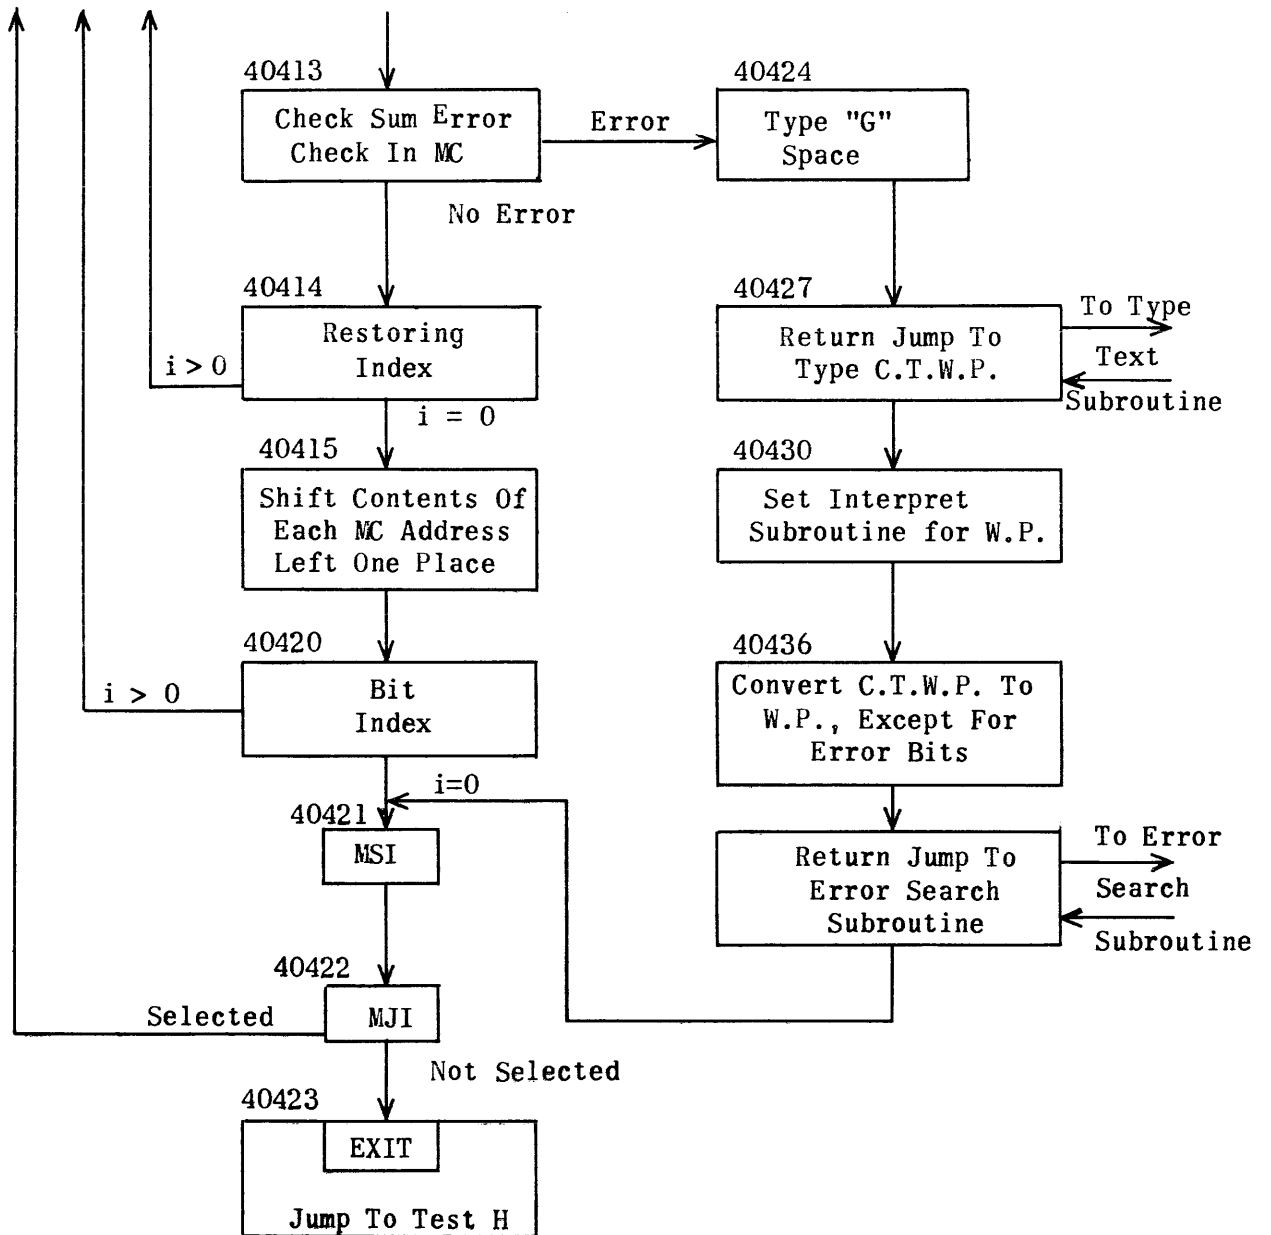 40413
Check Sum Error
Check In MC
Error
No Error
40424
Type "G"
Space
40414
Restoring
Index
i > 0
i = 0
40427
Return Jump To
Type C.T.W.P.
To Type
Text
Subroutine
40415
Shift Contents Of
Each MC Address
Left One Place
40430
Set Interpret
Subroutine for W.P.
40420
Bit
Index
i > 0
i=0
40436
Convert C.T.W.P. To
W.P., Except For
Error Bits
40421
MSI
Return Jump To
Error Search
Subroutine
To Error
Search
Subroutine
40422
MJI
Selected
Not Selected
40423
EXIT
Jump To Test H